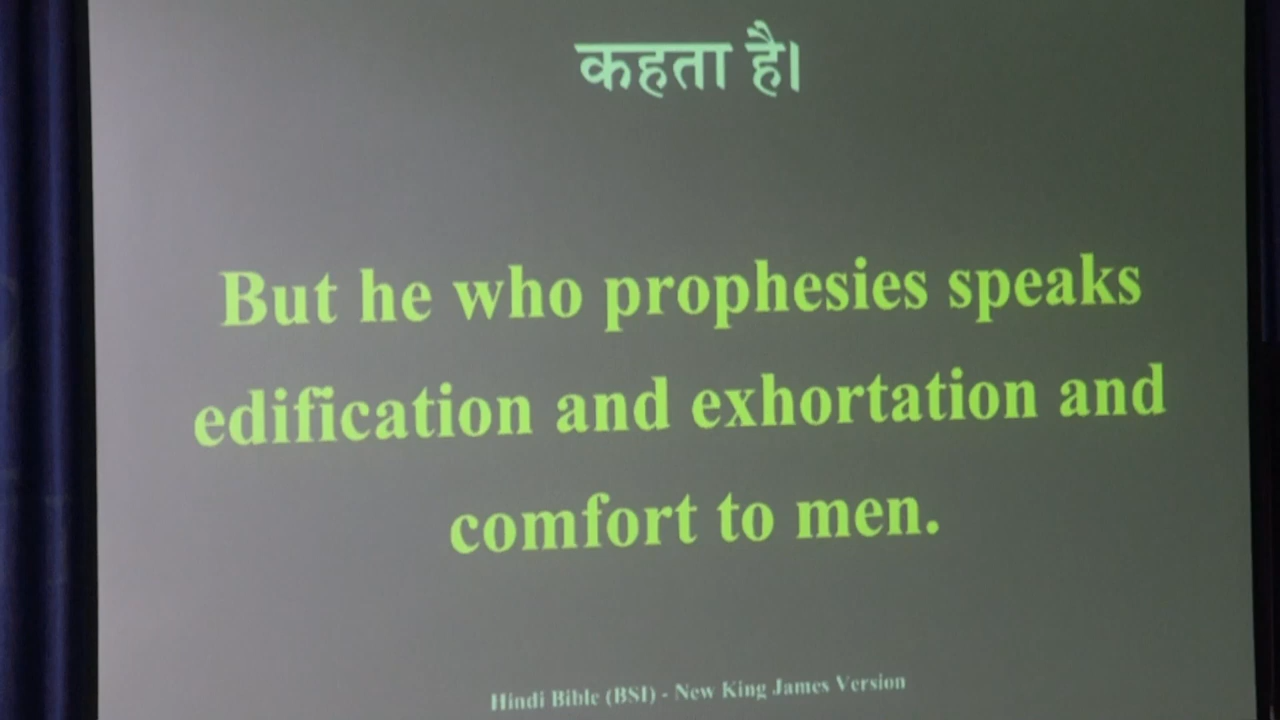 कहता है।
But he who prophesies speaks
edification and exhortation and
comfort to men.
Hindi Bible (BSI) - New King James Version